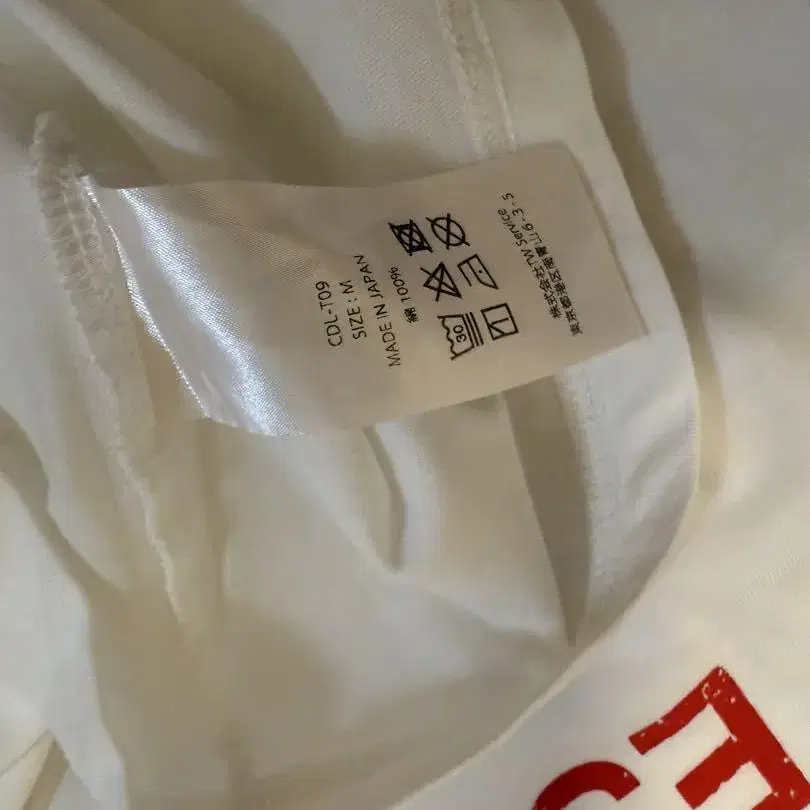 CDL-T09
SIZE : M
MADE IN JAPAN
綿 100%
30
株式会社TW Service
東京都港区南青山6-3-5
E